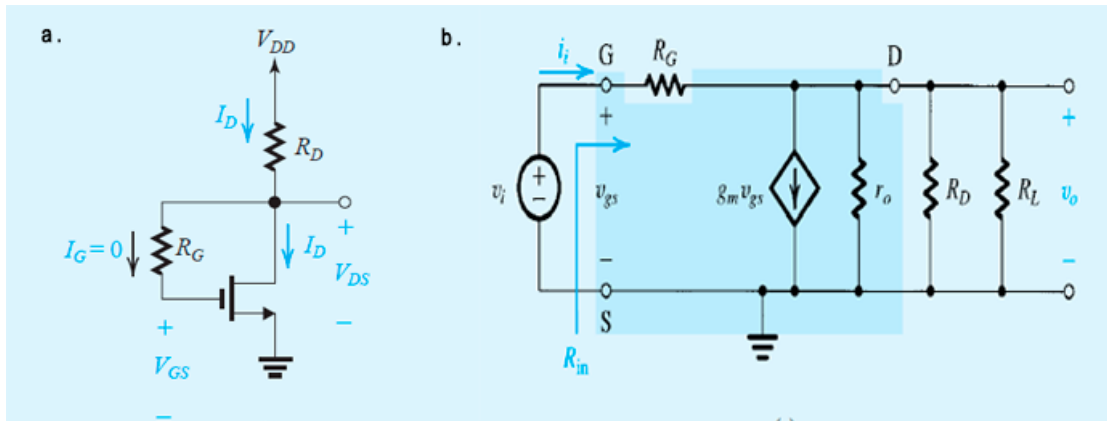 a.
V_DD
I_D
R_D
I_G = 0
R_G
I_D
+
V_DS
−
+
V_GS
−
b.
i_i
G
R_G
D
+
+
+
−
v_i
v_gs
g_m v_gs
r_o
R_D
R_L
v_o
−
−
S
R_in